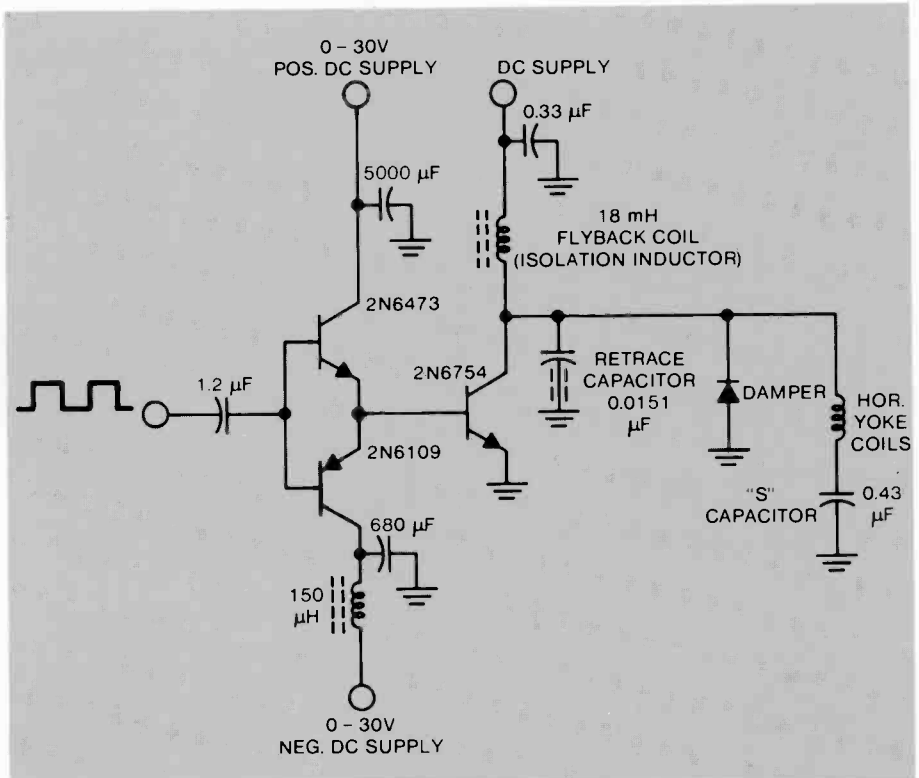 0 – 30V
POS. DC SUPPLY
DC SUPPLY
0.33 µF
5000 µF
18 mH
FLYBACK COIL
(ISOLATION INDUCTOR)
2N6473
1.2 µF
2N6754
RETRACE
CAPACITOR
0.0151
µF
DAMPER
HOR.
YOKE
COILS
2N6109
"S"
CAPACITOR
0.43
µF
680 µF
150
µH
0 – 30V
NEG. DC SUPPLY